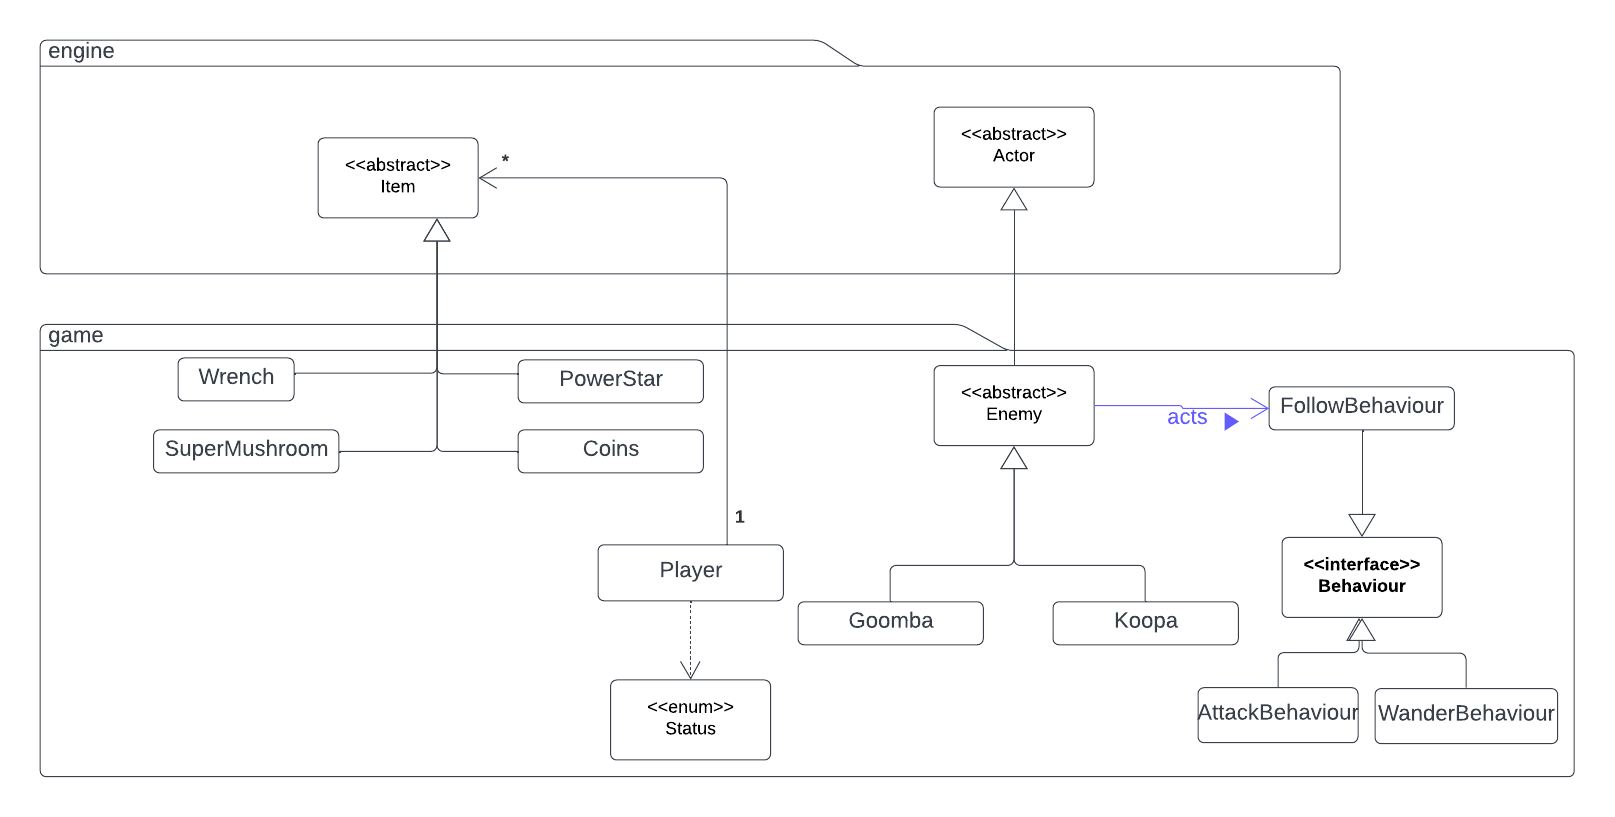 engine
<<abstract>>
Item
*
<<abstract>>
Actor
game
Wrench
PowerStar
SuperMushroom
Coins
<<abstract>>
Enemy
acts
FollowBehaviour
1
Player
<<interface>>
Behaviour
Goomba
Koopa
<<enum>>
Status
AttackBehaviour
WanderBehaviour